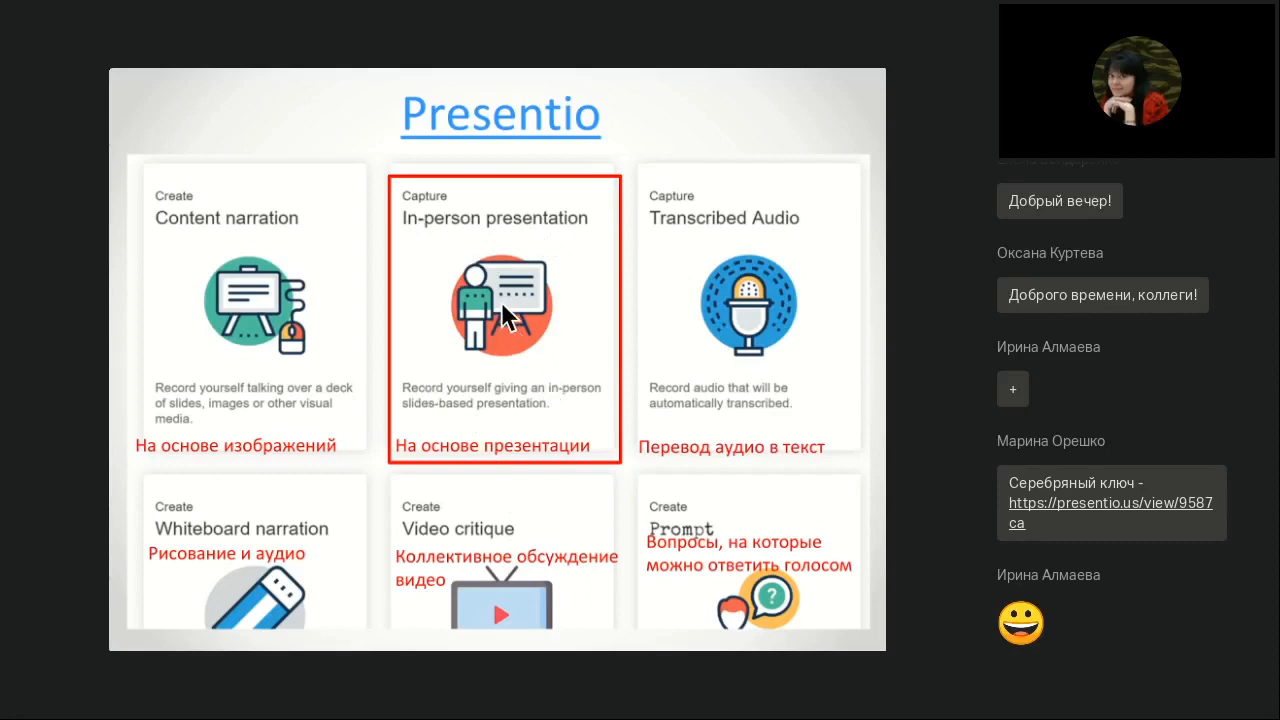 Presentio
Create
Content narration
Record yourself talking over a deck
of slides, images or other visual
media.
На основе изображений
Capture
In-person presentation
Record yourself giving an in-person
slides-based presentation.
На основе презентации
Capture
Transcribed Audio
Record audio that will be
automatically transcribed.
Перевод аудио в текст
Create
Whiteboard narration
Рисование и аудио
Create
Video critique
Коллективное обсуждение
видео
Create
Prompt
Вопросы, на которые
можно ответить голосом
Добрый вечер!
Оксана Куртева
Доброго времени, коллеги!
Ирина Алмаева
+
Марина Орешко
Серебряный ключ -
https://presentio.us/view/9587
ca
Ирина Алмаева